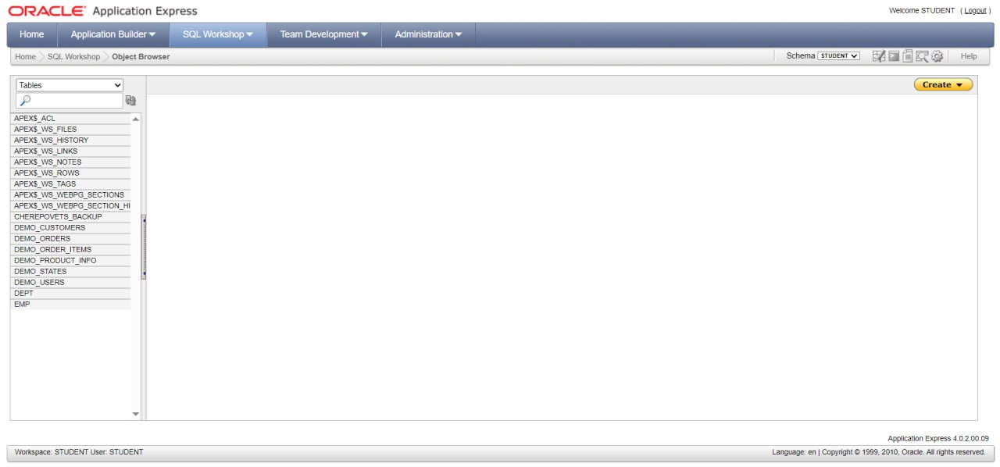 ORACLE Application Express
Welcome STUDENT ( Logout )
Home Application Builder SQL Workshop Team Development Administration
Home SQL Workshop Object Browser Schema STUDENT Help
Tables
Create
APEX$_ACL
APEX$_WS_FILES
APEX$_WS_HISTORY
APEX$_WS_LINKS
APEX$_WS_NOTES
APEX$_WS_ROWS
APEX$_WS_TAGS
APEX$_WS_WEBPG_SECTIONS
APEX$_WS_WEBPG_SECTION_HI
CHEREPOVETS_BACKUP
DEMO_CUSTOMERS
DEMO_ORDERS
DEMO_ORDER_ITEMS
DEMO_PRODUCT_INFO
DEMO_STATES
DEMO_USERS
DEPT
EMP
Application Express 4.0.2.00.09
Workspace: STUDENT User: STUDENT Language: en | Copyright © 1999, 2010, Oracle. All rights reserved.